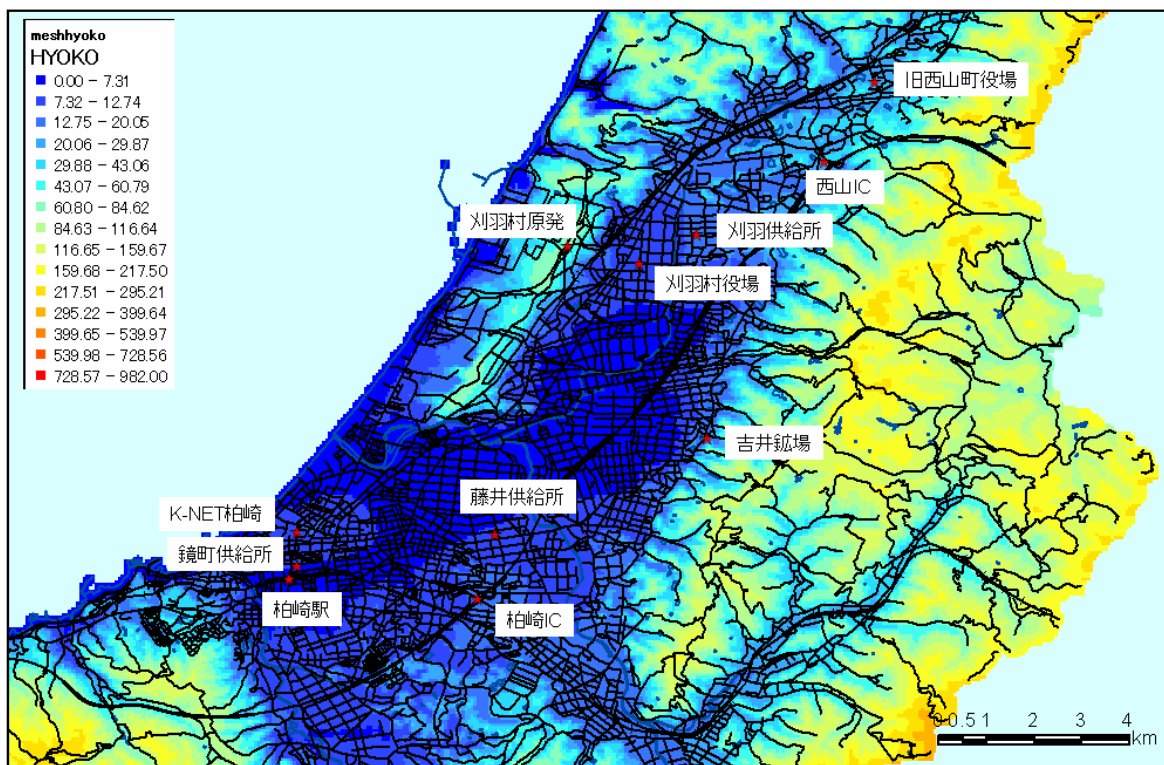 meshhyoko
HYOKO
0.00 - 7.31
7.32 - 12.74
12.75 - 20.05
20.06 - 29.87
29.88 - 43.06
43.07 - 60.79
60.80 - 84.62
84.63 - 116.64
116.65 - 159.67
159.68 - 217.50
217.51 - 295.21
295.22 - 399.64
399.65 - 539.97
539.98 - 728.56
728.57 - 982.00
旧西山町役場
西山IC
刈羽村原発
刈羽供給所
刈羽村役場
吉井鉱場
藤井供給所
K-NET柏崎
鏡町供給所
柏崎駅
柏崎IC
0 0.5 1 2 3 4
km